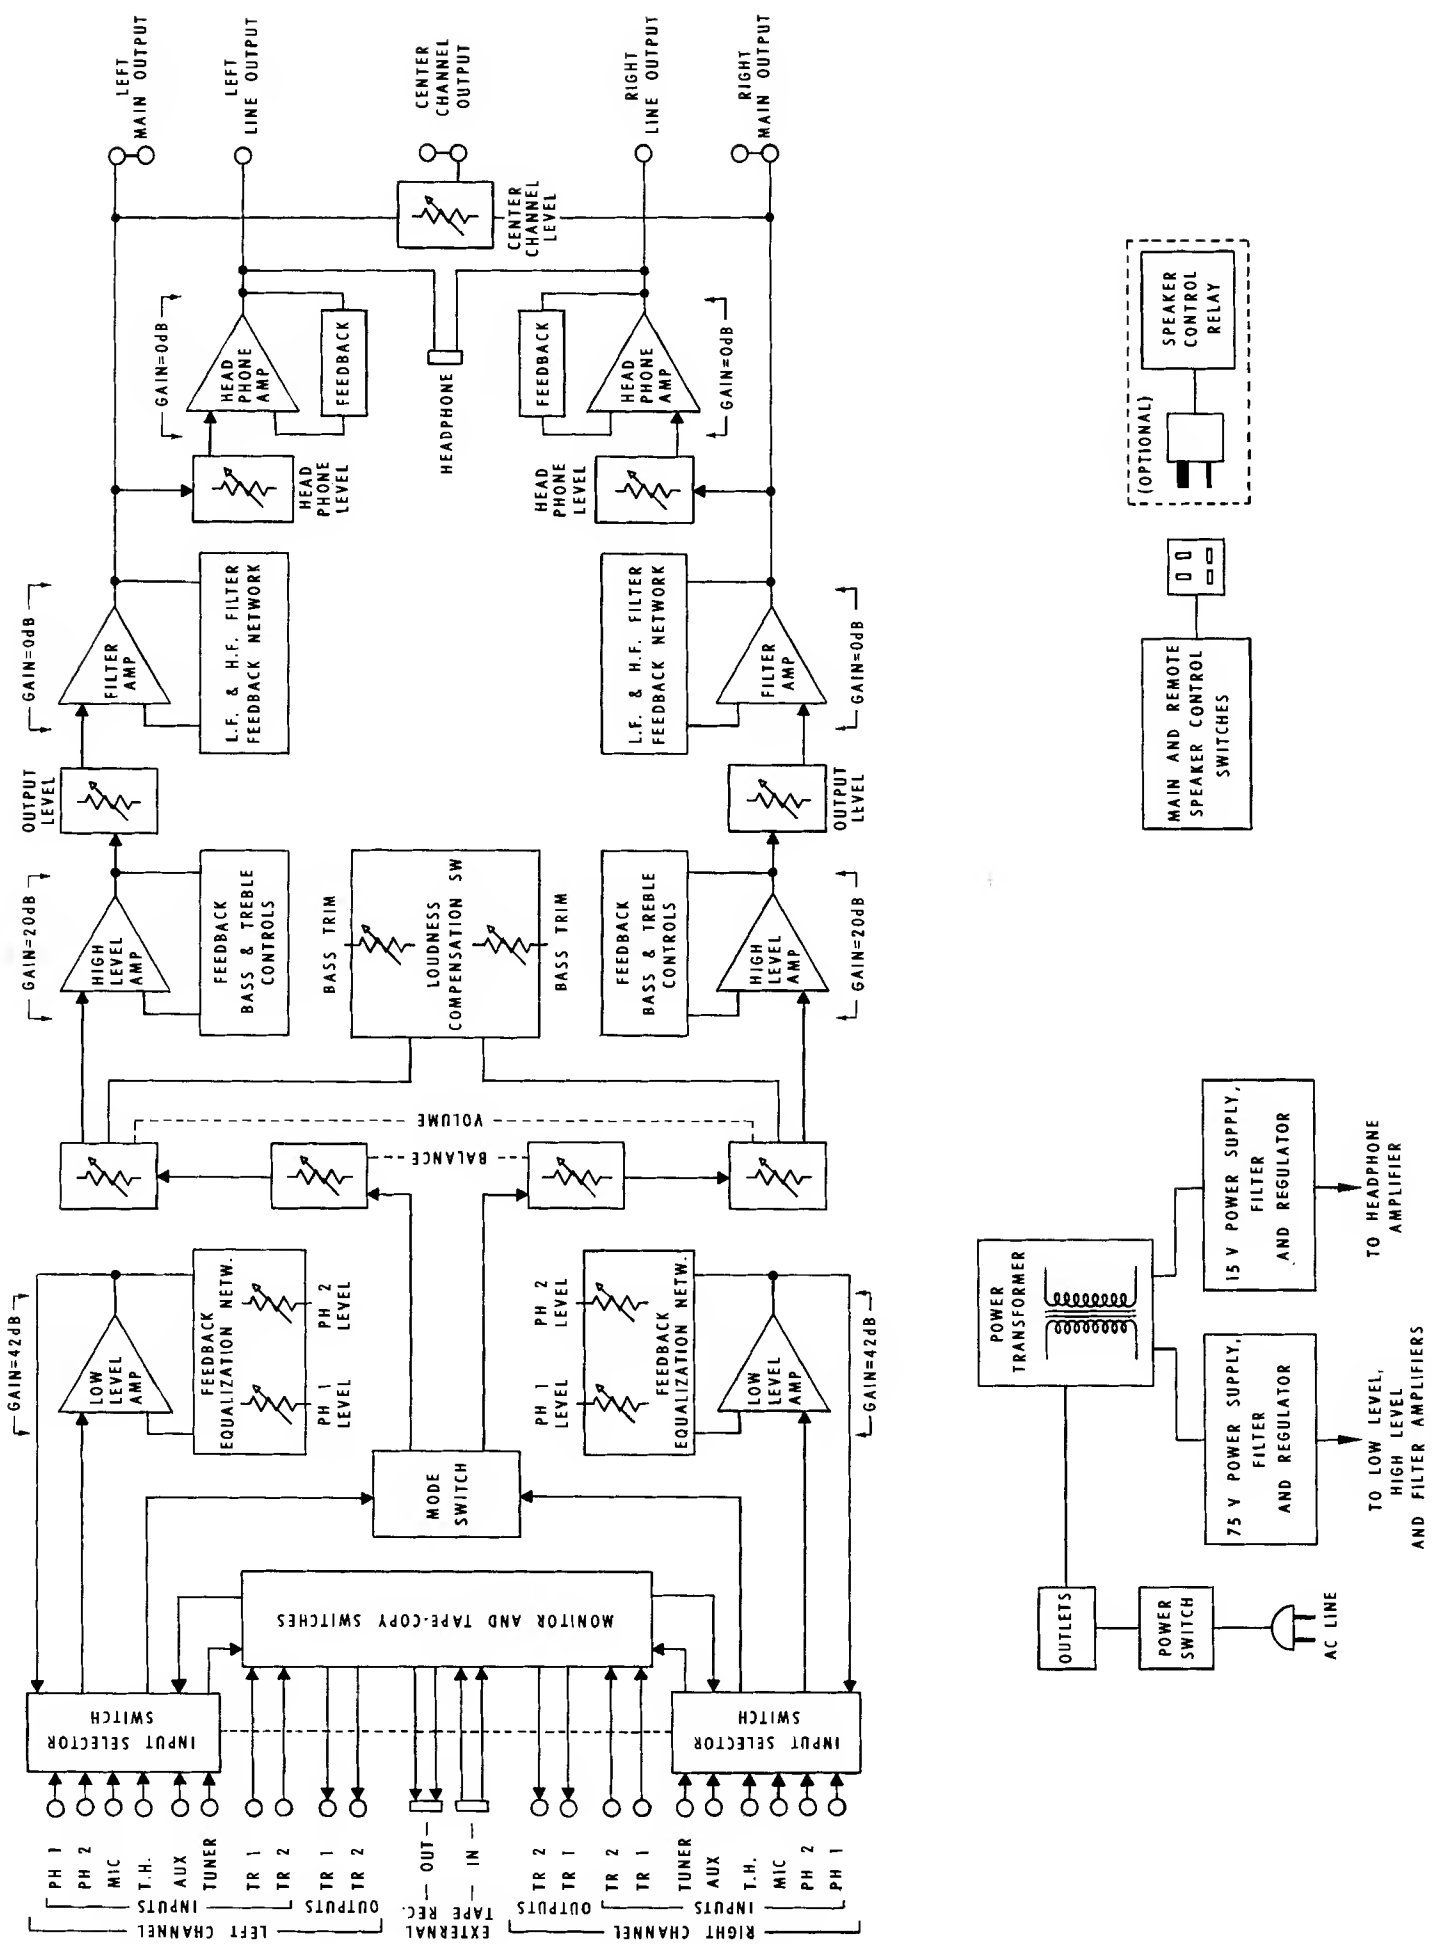 LEFT CHANNEL
INPUTS
PH 1
PH 2
MIC
T.H.
AUX
TUNER
TR 1
TR 2
OUTPUTS
TR 1
TR 2
EXTERNAL
TAPE REC.
OUT
IN
RIGHT CHANNEL
OUTPUTS
TR 2
TR 1
INPUTS
TR 2
TR 1
TUNER
AUX
T.H.
MIC
PH 2
PH 1
INPUT SELECTOR
SWITCH
MONITOR AND TAPE-COPY SWITCHES
INPUT SELECTOR
SWITCH
MODE
SWITCH
GAIN=42dB
LOW
LEVEL
AMP
FEEDBACK
EQUALIZATION NETW.
PH 1
LEVEL
PH 2
LEVEL
PH 1
LEVEL
PH 2
LEVEL
FEEDBACK
EQUALIZATION NETW.
LOW
LEVEL
AMP
GAIN=42dB
BALANCE
VOLUME
GAIN=20dB
HIGH
LEVEL
AMP
FEEDBACK
BASS & TREBLE
CONTROLS
BASS TRIM
LOUDNESS
COMPENSATION SW
BASS TRIM
FEEDBACK
BASS & TREBLE
CONTROLS
HIGH
LEVEL
AMP
GAIN=20dB
OUTPUT
LEVEL
OUTPUT
LEVEL
GAIN=0dB
FILTER
AMP
L.F. & H.F. FILTER
FEEDBACK NETWORK
L.F. & H.F. FILTER
FEEDBACK NETWORK
FILTER
AMP
GAIN=0dB
HEAD
PHONE
LEVEL
HEAD
PHONE
LEVEL
GAIN=0dB
HEAD
PHONE
AMP
FEEDBACK
HEADPHONE
FEEDBACK
HEAD
PHONE
AMP
GAIN=0dB
CENTER
CHANNEL
LEVEL
LEFT
MAIN OUTPUT
LEFT
LINE OUTPUT
CENTER
CHANNEL
OUTPUT
RIGHT
LINE OUTPUT
RIGHT
MAIN OUTPUT
OUTLETS
POWER
SWITCH
AC LINE
POWER
TRANSFORMER
75 V POWER SUPPLY,
FILTER
AND REGULATOR
TO LOW LEVEL,
HIGH LEVEL
AND FILTER AMPLIFIERS
15 V POWER SUPPLY,
FILTER
AND REGULATOR
TO HEADPHONE
AMPLIFIER
MAIN AND REMOTE
SPEAKER CONTROL
SWITCHES
(OPTIONAL)
SPEAKER
CONTROL
RELAY